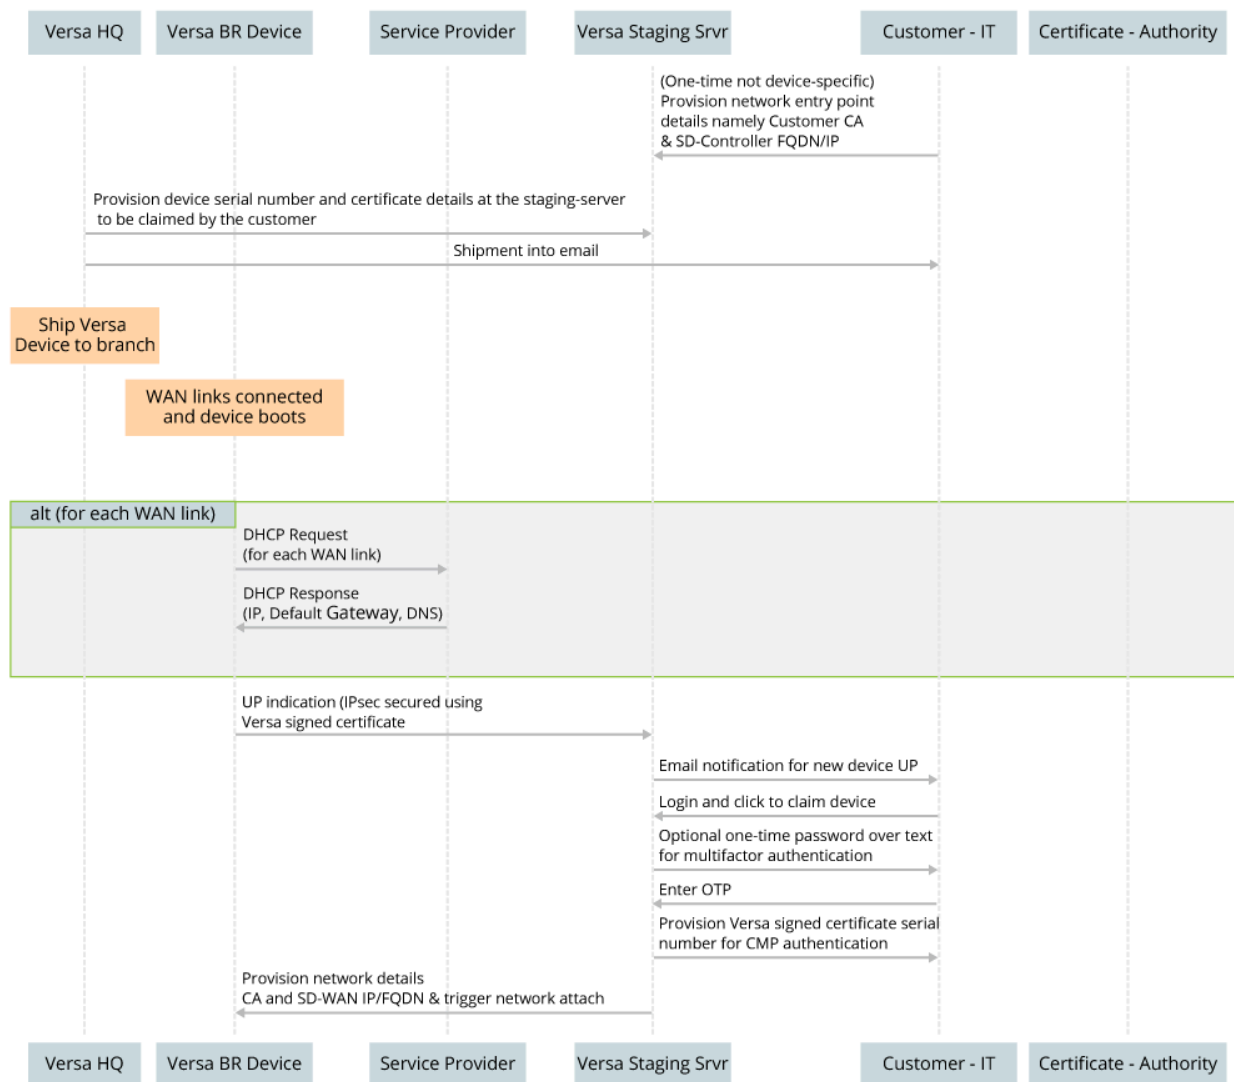 Versa HQ
Versa BR Device
Service Provider
Versa Staging Srvr
Customer - IT
Certificate - Authority
(One-time not device-specific)
Provision network entry point
details namely Customer CA
& SD-Controller FQDN/IP
Provision device serial number and certificate details at the staging-server
to be claimed by the customer
Shipment into email
Ship Versa
Device to branch
WAN links connected
and device boots
alt (for each WAN link)
DHCP Request
(for each WAN link)
DHCP Response
(IP, Default Gateway, DNS)
UP indication (IPsec secured using
Versa signed certificate
Email notification for new device UP
Login and click to claim device
Optional one-time password over text
for multifactor authentication
Enter OTP
Provision Versa signed certificate serial
number for CMP authentication
Provision network details
CA and SD-WAN IP/FQDN & trigger network attach
Versa HQ
Versa BR Device
Service Provider
Versa Staging Srvr
Customer - IT
Certificate - Authority